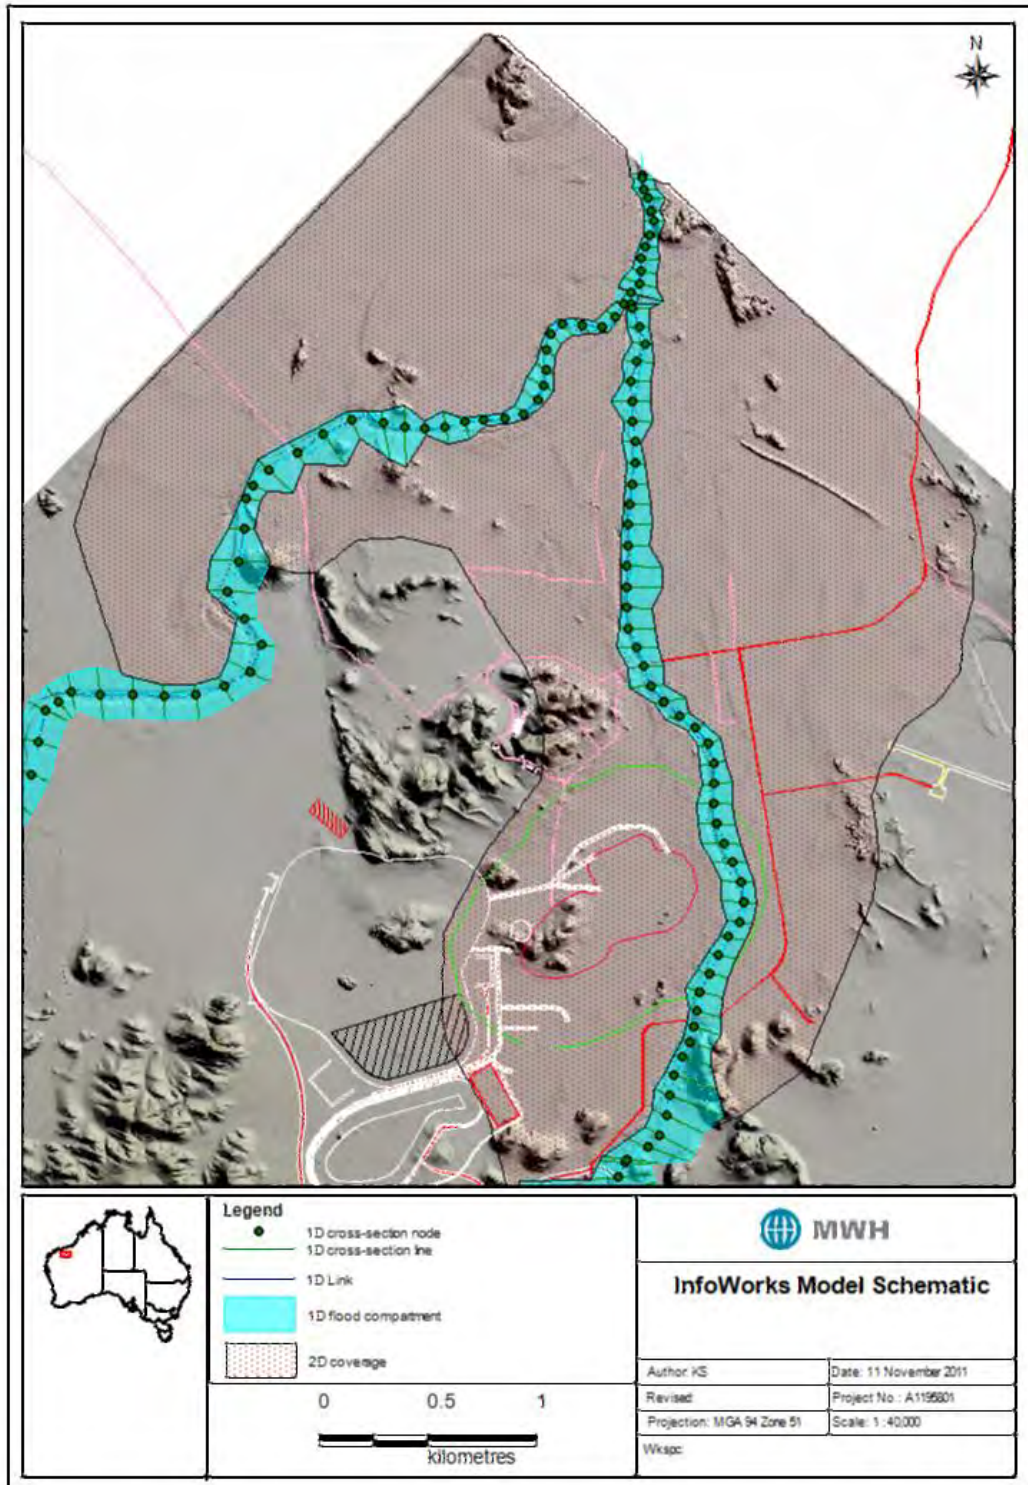 N
Legend
1D cross-section node
1D cross-section line
1D Link
1D flood compartment
2D coverage
0 0.5 1
kilometres
MWH
InfoWorks Model Schematic
Author: KS Date: 11 November 2011
Revised: Project No.: A1195801
Projection: MGA 94 Zone 51 Scale: 1:40,000
Wkspc: